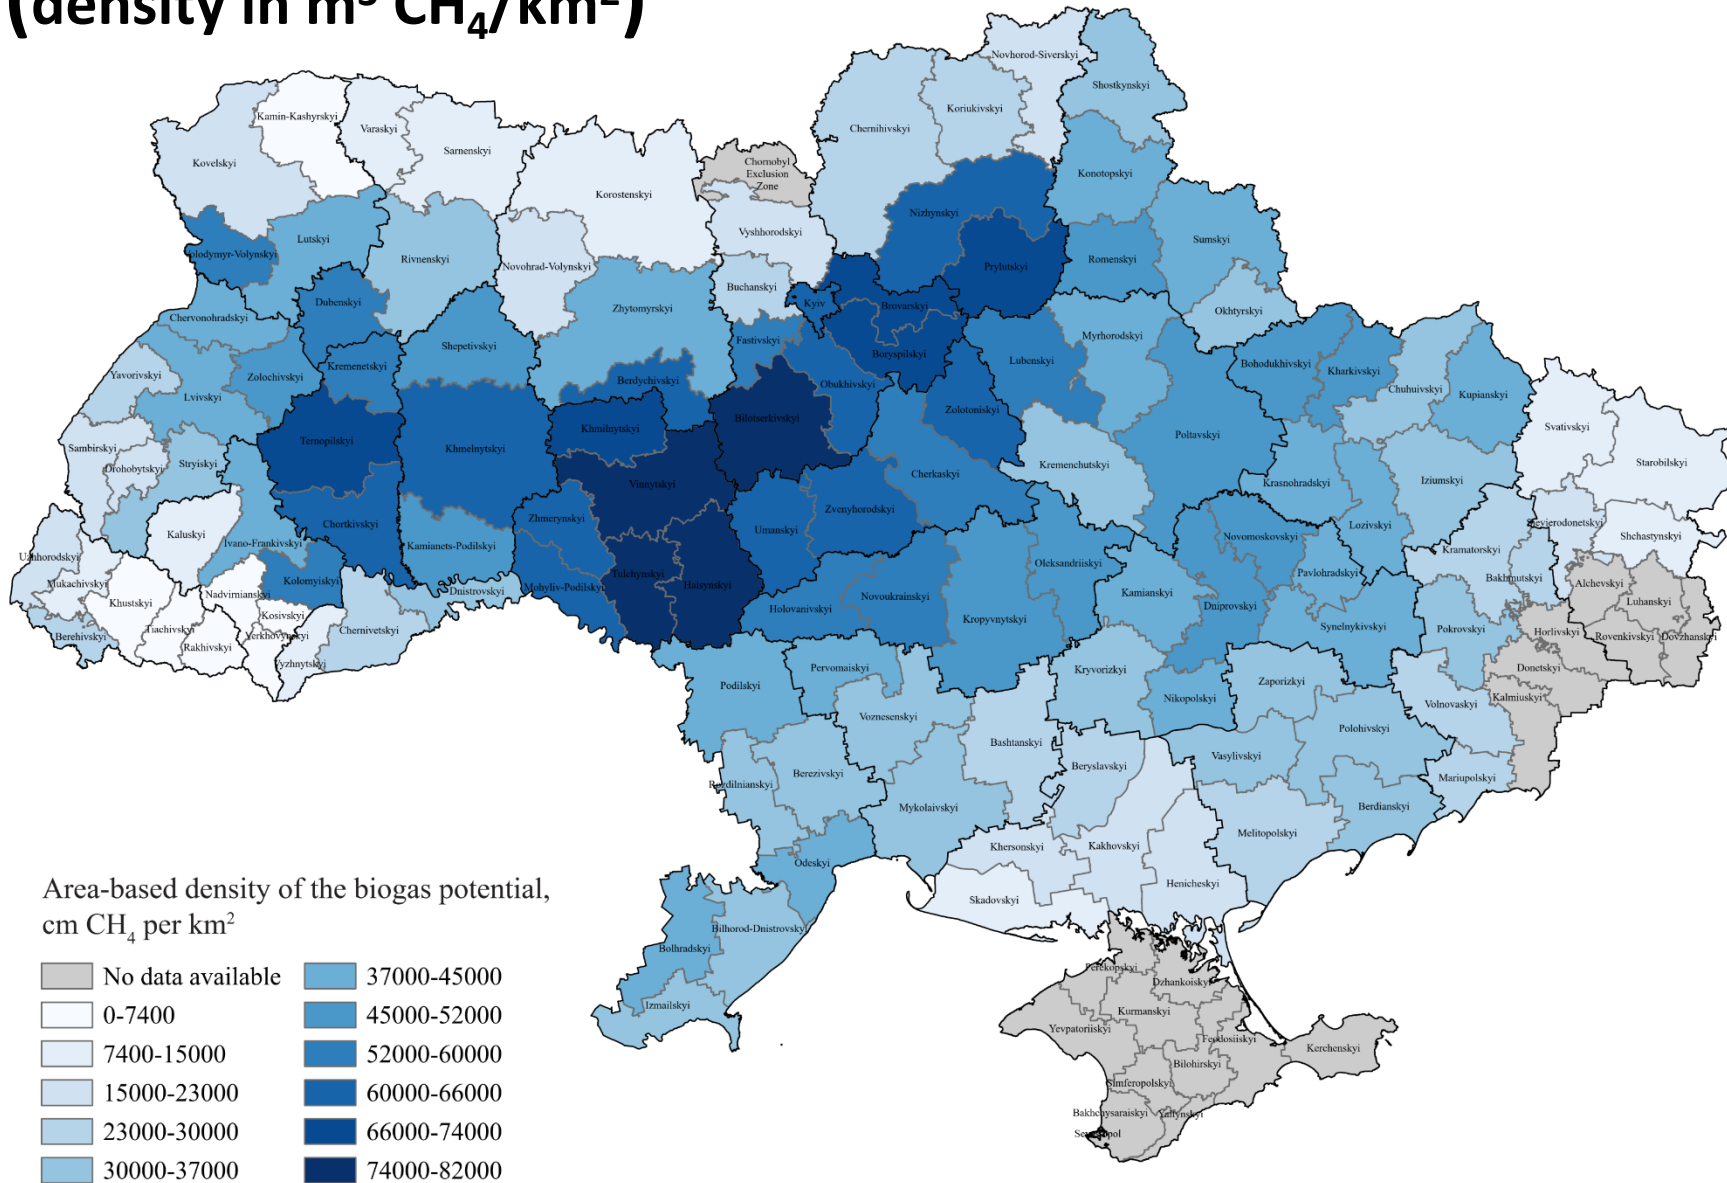 (density in m³ CH₄/km²)
Novhorod-Siverskyi
Shostkynskyi
Kamin-Kashyrskyi
Varaskyi
Koriukivskyi
Chernihivskyi
Sarnenskyi
Kovelskyi
Chornobyl
Exclusion
Zone
Konotopskyi
Korostenskyi
Nizhynskyi
Vyshhorodskyi
Lutskyi
Sumskyi
olodymyr-Volynskyi
Rivnenskyi
Novohrad-Volynskyi
Romenskyi
Prylutskyi
Buchanskyi
Dubenskyi
Kyiv
Brovarskyi
Zhytomyrskyi
Okhtyrskyi
Chervonohradskyi
Myrhorodskyi
Fastivskyi
Shepetivskyi
Boryspilskyi
Lubenskyi
Bohodukhivskyi
Kharkivskyi
Kremenetskyi
Yavorivskyi
Zolochivskyi
Berdychivskyi
Obukhivskyi
Chuhuivskyi
Kupianskyi
Lvivskyi
Zolotoniskyi
Bilotserkivskyi
Khmilnytskyi
Svativskyi
Ternopilskyi
Poltavskyi
Sambirskyi
Khmelnytskyi
Drohobytskyi
Stryiskyi
Kremenchutskyi
Starobilskyi
Cherkaskyi
Vinnytskyi
Krasnohradskyi
Iziumskyi
Zvenyhorodskyi
Zhmerynskyi
Chortkivskyi
Umanskyi
Lozivskyi
Sievierodonetskyi
Kaluskyi
Shchastynskyi
Ivano-Frankivskyi
Kamianets-Podilskyi
Novomoskovskyi
Kramatorskyi
Uzhhorodskyi
Oleksandriiskyi
Pavlohradskyi
Tulchynskyi
Bakhmutskyi
Mukachivskyi
Kolomyiskyi
Haisynskyi
Alchevskyi
Mohyliv-Podilskyi
Dnistrovskyi
Nadvirnianskyi
Kamianskyi
Novoukrainskyi
Khustskyi
Luhanskyi
Dniprovskyi
Holovanivskyi
Kosivskyi
Kropyvnytskyi
Synelnykivskyi
Pokrovskyi
Tiachivskyi
Chernivetskyi
Horlivskyi
Berehivskyi
Verkhovynskyi
Rovenkivskyi
Dovzhanskyi
Rakhivskyi
Vyzhnytskyi
Pervomaiskyi
Donetskyi
Kryvorizkyi
Zaporizkyi
Podilskyi
Nikopolskyi
Kalmiuskyi
Volnovaskyi
Voznesenskyi
Polohivskyi
Bashtanskyi
Vasylivskyi
Beryslavskyi
Berezivskyi
Mariupolskyi
Rozdilnianskyi
Mykolaivskyi
Berdianskyi
Melitopolskyi
Khersonskyi
Kakhovskyi
Odeskyi
Henicheskyi
Skadovskyi
Bilhorod-Dnistrovskyi
Bolhradskyi
Perekopskyi
Dzhankoiskyi
Izmailskyi
Kurmanskyi
Yevpatoriiskyi
Feodosiiskyi
Kerchenskyi
Bilohirskyi
Simferopolskyi
Bakhchysaraiskyi
Yaltynskyi
Sevastopol
Area-based density of the biogas potential,
cm CH₄ per km²
No data available
0-7400
7400-15000
15000-23000
23000-30000
30000-37000
37000-45000
45000-52000
52000-60000
60000-66000
66000-74000
74000-82000